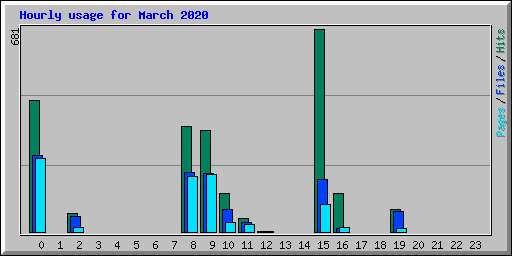 Hourly usage for March 2020
681
Pages/Files/Hits
0 1 2 3 4 5 6 7 8 9 10 11 12 13 14 15 16 17 18 19 20 21 22 23